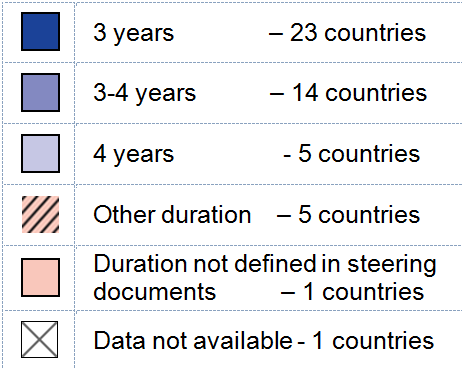 3 years – 23 countries
3-4 years – 14 countries
4 years - 5 countries
Other duration – 5 countries
Duration not defined in steering
documents – 1 countries
Data not available - 1 countries